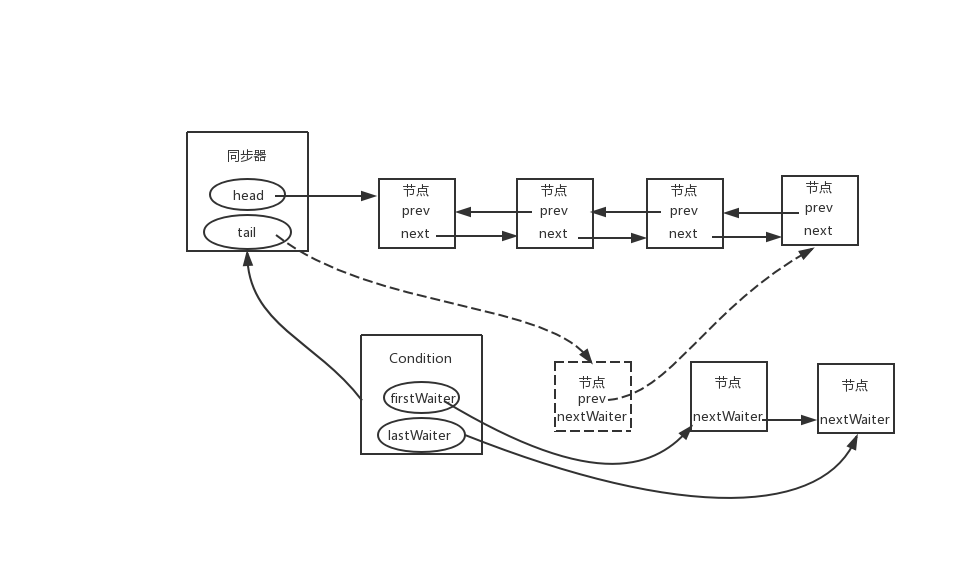 同步器
head
tail
节点
prev
next
节点
prev
next
节点
prev
next
节点
prev
next
Condition
firstWaiter
lastWaiter
节点
prev
nextWaiter
节点
nextWaiter
节点
nextWaiter